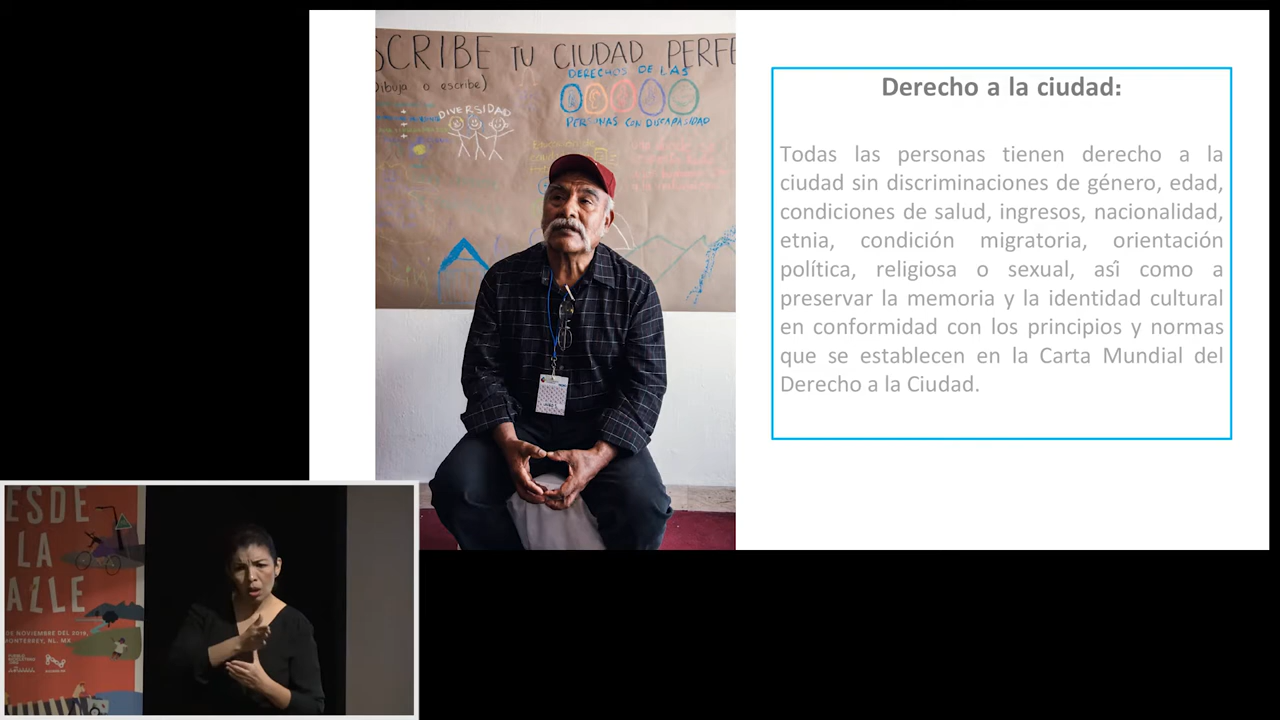 SCRIBE TU CIUDAD PERFE
Dibuja o escribe)
DERECHOS DE LAS
PERSONAS CON DISCAPACIDAD
DIVERSIDAD
Derecho a la ciudad:
Todas las personas tienen derecho a la
ciudad sin discriminaciones de género, edad,
condiciones de salud, ingresos, nacionalidad,
etnia, condición migratoria, orientación
política, religiosa o sexual, así como a
preservar la memoria y la identidad cultural
en conformidad con los principios y normas
que se establecen en la Carta Mundial del
Derecho a la Ciudad.
ESDE
LA
ALLE
DE NOVIEMBRE DEL 2019,
MONTERREY, NL. MX